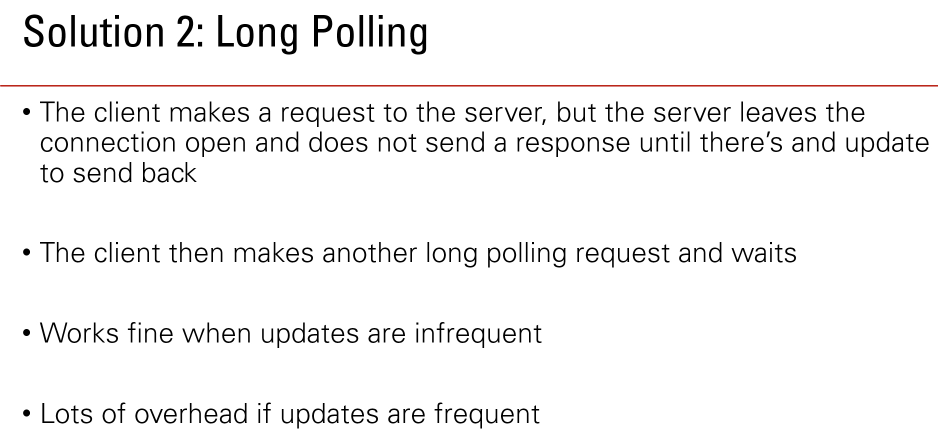 Solution 2: Long Polling
• The client makes a request to the server, but the server leaves the
connection open and does not send a response until there’s and update
to send back
• The client then makes another long polling request and waits
• Works fine when updates are infrequent
• Lots of overhead if updates are frequent